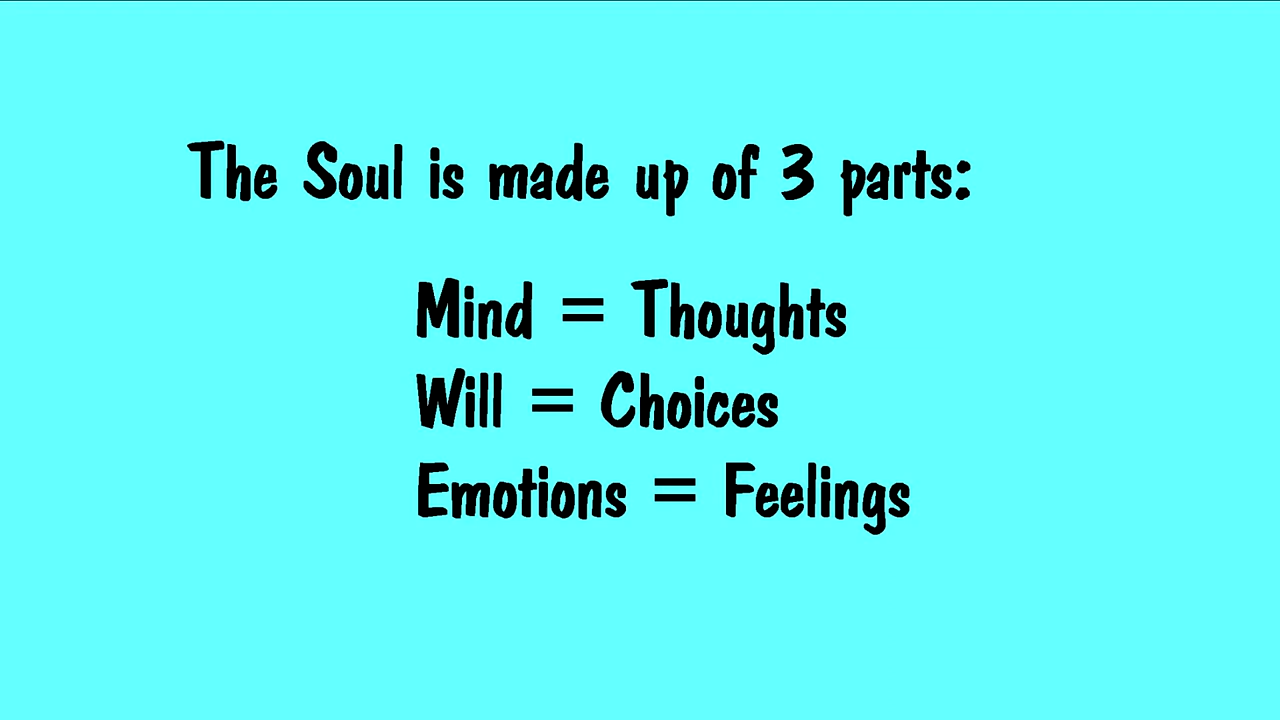 The Soul is made up of 3 parts:
Mind = Thoughts
Will = Choices
Emotions = Feelings